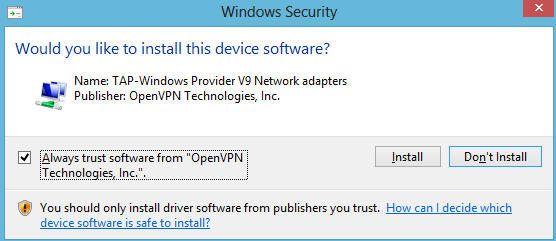 Windows Security
Would you like to install this device software?
Name: TAP-Windows Provider V9 Network adapters
Publisher: OpenVPN Technologies, Inc.
Always trust software from "OpenVPN
Technologies, Inc.".
Install
Don't Install
You should only install driver software from publishers you trust. How can I decide which
device software is safe to install?